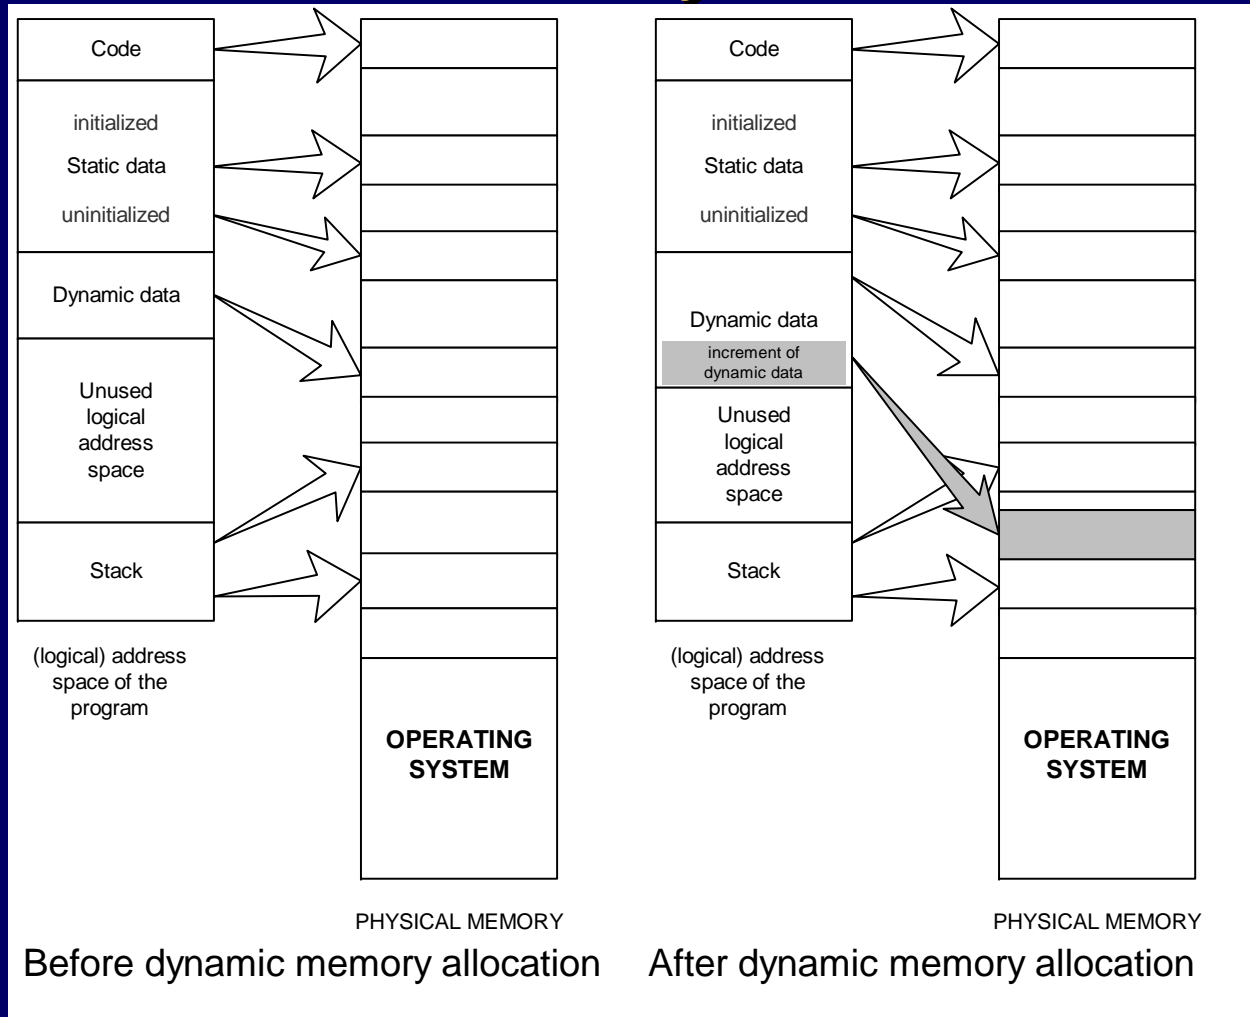 Code
initialized
Static data
uninitialized
Dynamic data
Unused
logical
address
space
Stack
(logical) address
space of the
program
OPERATING
SYSTEM
PHYSICAL MEMORY
Before dynamic memory allocation
Code
initialized
Static data
uninitialized
Dynamic data
increment of
dynamic data
Unused
logical
address
space
Stack
(logical) address
space of the
program
OPERATING
SYSTEM
PHYSICAL MEMORY
After dynamic memory allocation